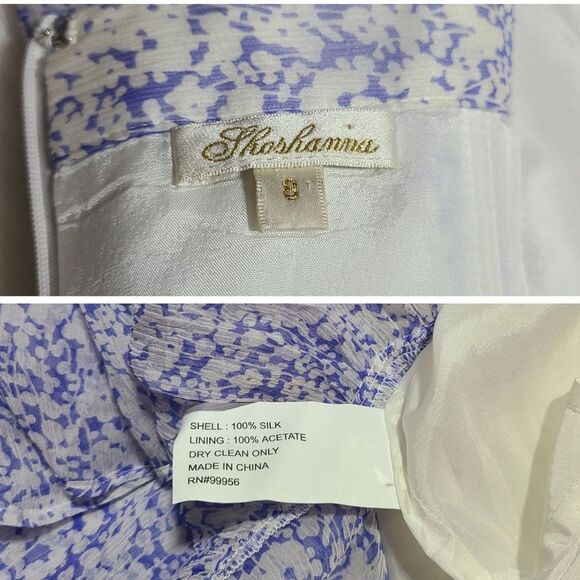 Shoshanna
8
SHELL : 100% SILK
LINING : 100% ACETATE
DRY CLEAN ONLY
MADE IN CHINA
RN#99956